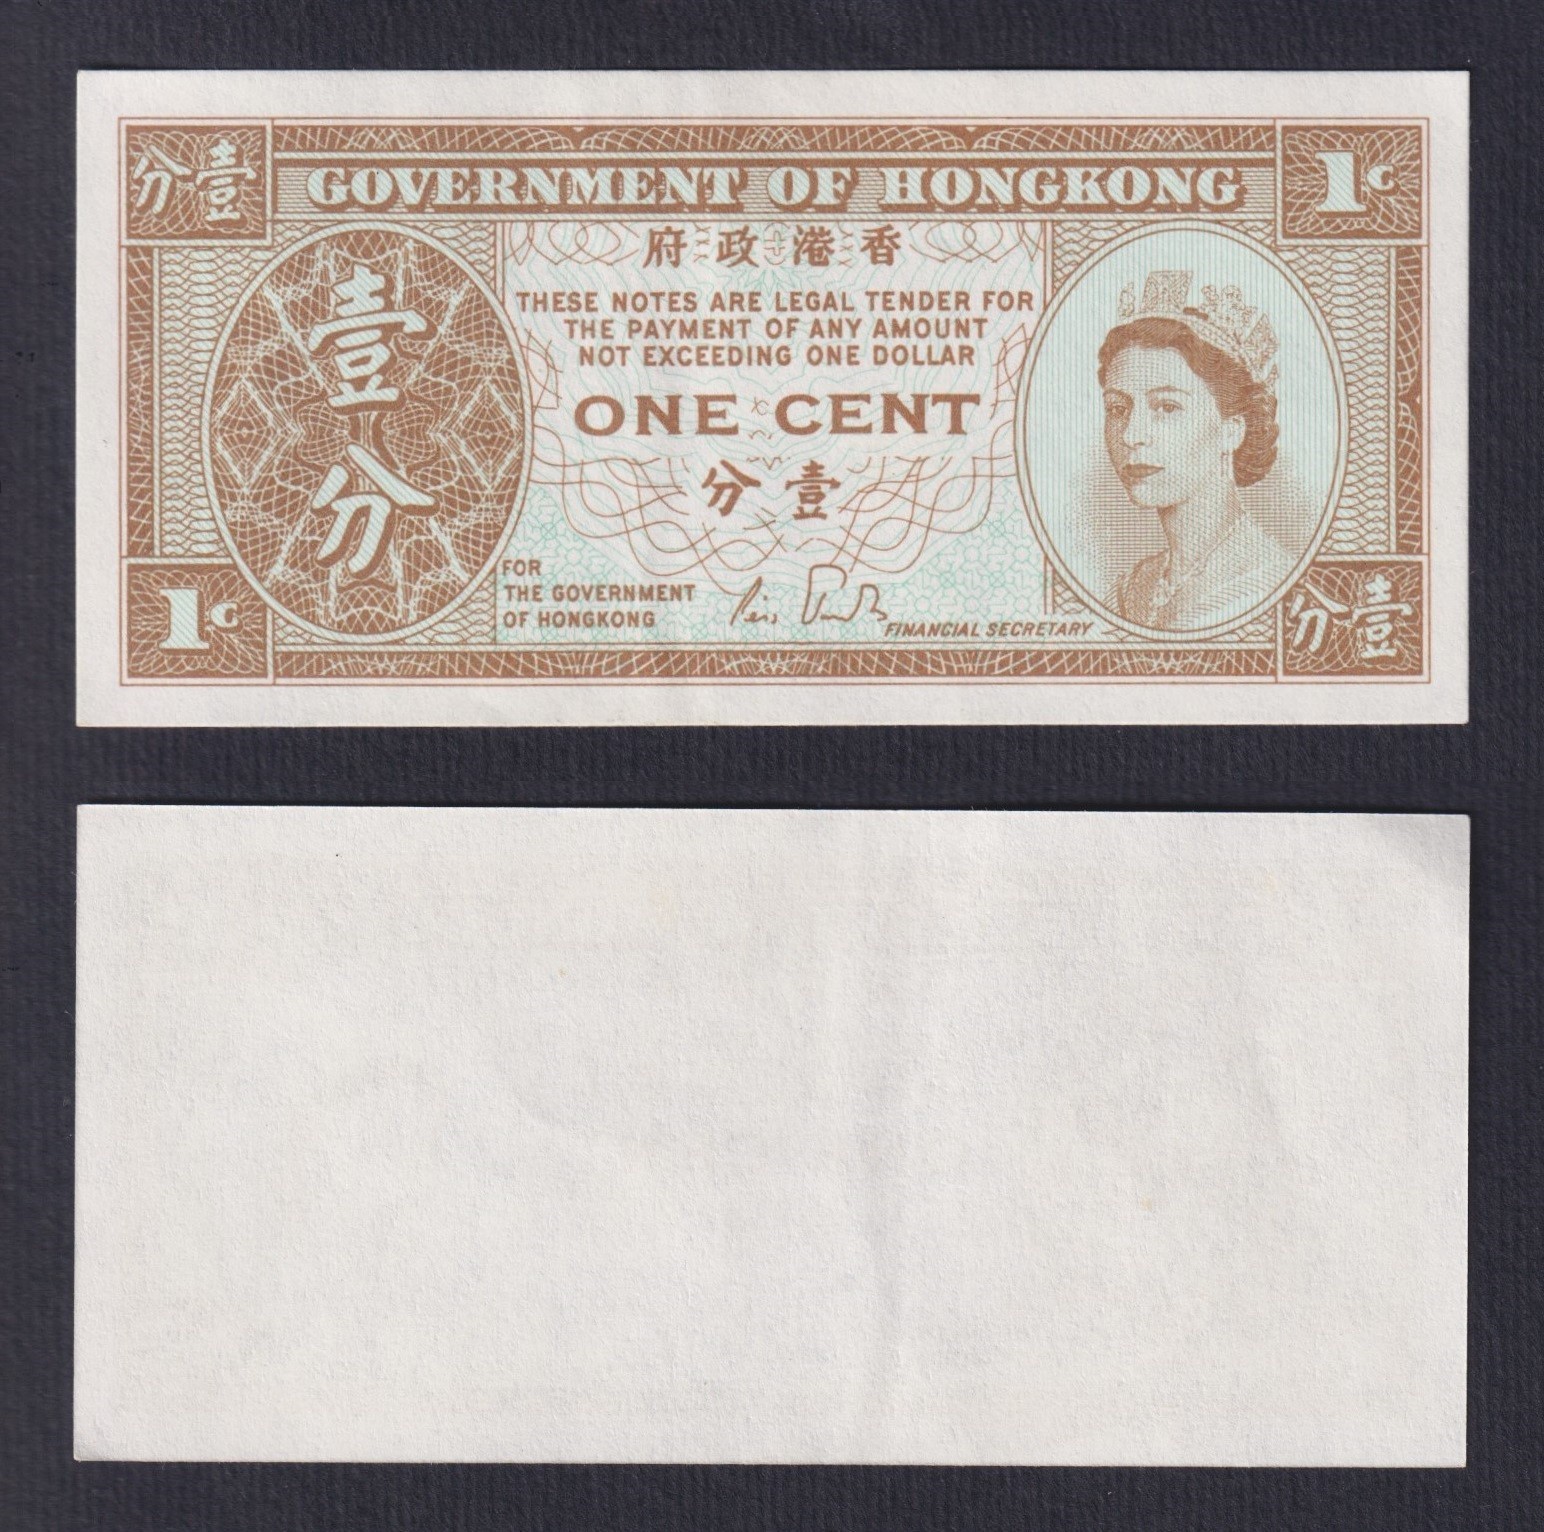 分壹
GOVERNMENT OF HONGKONG
1C
府政港香
壹
分
THESE NOTES ARE LEGAL TENDER FOR
THE PAYMENT OF ANY AMOUNT
NOT EXCEEDING ONE DOLLAR
ONE CENT
分壹
FOR
THE GOVERNMENT
OF HONGKONG
FINANCIAL SECRETARY
1C
分壹